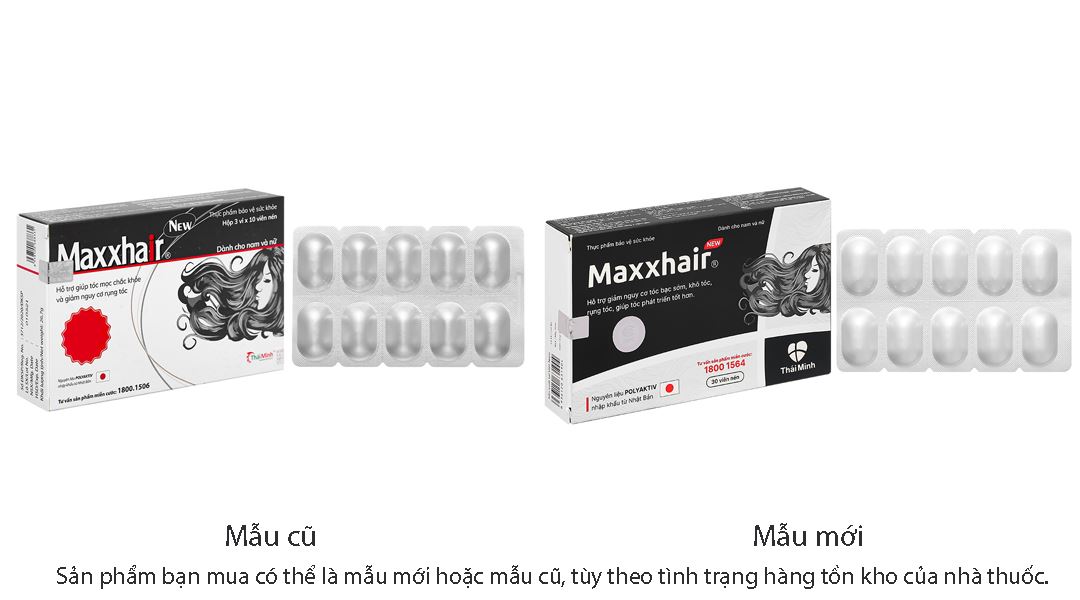 NEW
Thực phẩm bảo vệ sức khỏe
Hộp 3 vỉ x 10 viên nén
Maxxhair®
Dành cho nam và nữ
Hỗ trợ giúp tóc mọc chắc khỏe
và giảm nguy cơ rụng tóc
Thái Minh
Nguyên liệu POLYAKTIV
nhập khẩu từ Nhật Bản
Tư vấn sản phẩm miễn cước: 1800.1506
Thực phẩm Bảo vệ sức khỏe
Dành cho nam và nữ
NEW
Maxxhair®
Hỗ trợ giảm nguy cơ tóc bạc sớm, khô tóc,
rụng tóc, giúp tóc phát triển tốt hơn.
Tư vấn sản phẩm miễn cước:
1800 1564
30 viên nén
Thái Minh
Nguyên liệu POLYAKTIV
nhập khẩu từ Nhật Bản
Mẫu cũ
Mẫu mới
Sản phẩm bạn mua có thể là mẫu mới hoặc mẫu cũ, tùy theo tình trạng hàng tồn kho của nhà thuốc.